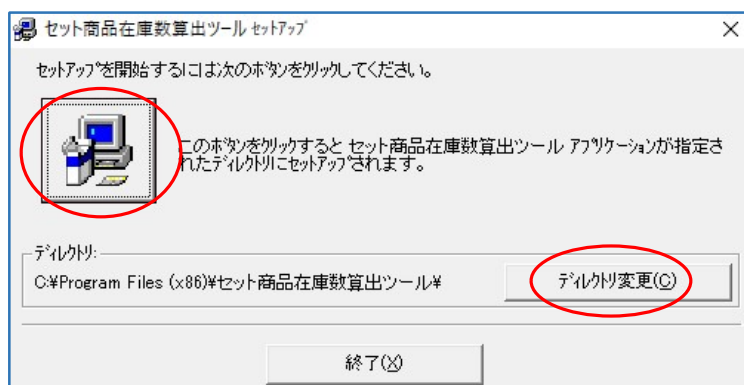 セット商品在庫数算出ツール ｾｯﾄｱｯﾌﾟ
ｾｯﾄｱｯﾌﾟを開始するには次のﾎﾞﾀﾝをｸﾘｯｸしてください。
このﾎﾞﾀﾝをｸﾘｯｸすると セット商品在庫数算出ツール ｱﾌﾟﾘｹｰｼｮﾝが指定さ
れたﾃﾞｨﾚｸﾄﾘにｾｯﾄｱｯﾌﾟされます。
ﾃﾞｨﾚｸﾄﾘ:
C:¥Program Files (x86)¥セット商品在庫数算出ツール¥
ﾃﾞｨﾚｸﾄﾘ変更(C)
終了(X)